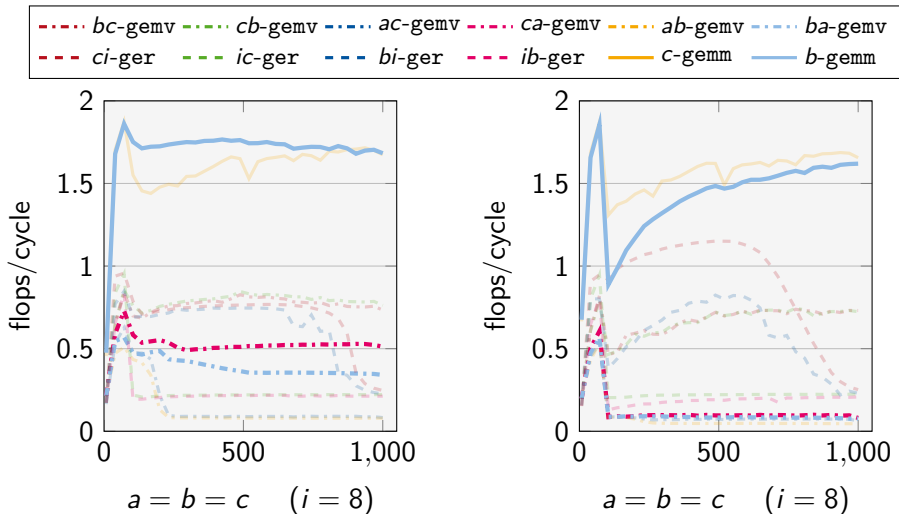 bc-gemv cb-gemv ac-gemv ca-gemv ab-gemv ba-gemv
ci-ger ic-ger bi-ger ib-ger c-gemm b-gemm
2 2
1.5 1.5
1 1
0.5 0.5
0 0
flops/cycle flops/cycle
0 500 1,000 0 500 1,000
a = b = c (i = 8) a = b = c (i = 8)